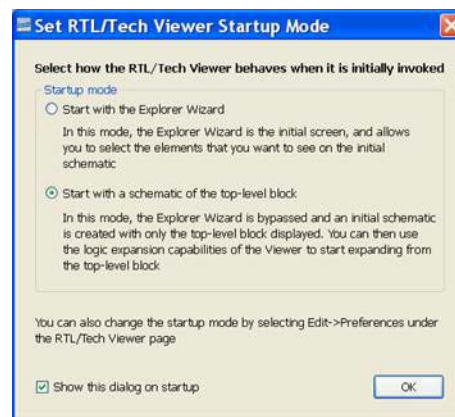 Set RTL/Tech Viewer Startup Mode
Select how the RTL/Tech Viewer behaves when it is initially invoked
Startup mode
Start with the Explorer Wizard
In this mode, the Explorer Wizard is the initial screen, and allows
you to select the elements that you want to see on the initial
schematic
Start with a schematic of the top-level block
In this mode, the Explorer Wizard is bypassed and an initial schematic
is created with only the top-level block displayed. You can then use
the logic expansion capabilities of the Viewer to start expanding from
the top-level block
You can also change the startup mode by selecting Edit->Preferences under
the RTL/Tech Viewer page
Show this dialog on startup
OK